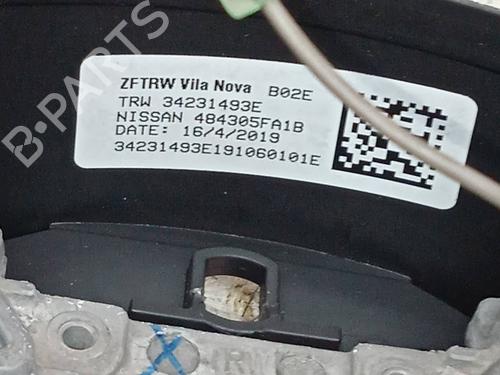 ZFTRW Vila Nova B02E
TRW 34231493E
NISSAN 484305FA1B
DATE: 16/4/2019
34231493E191060101E
B-PARTS